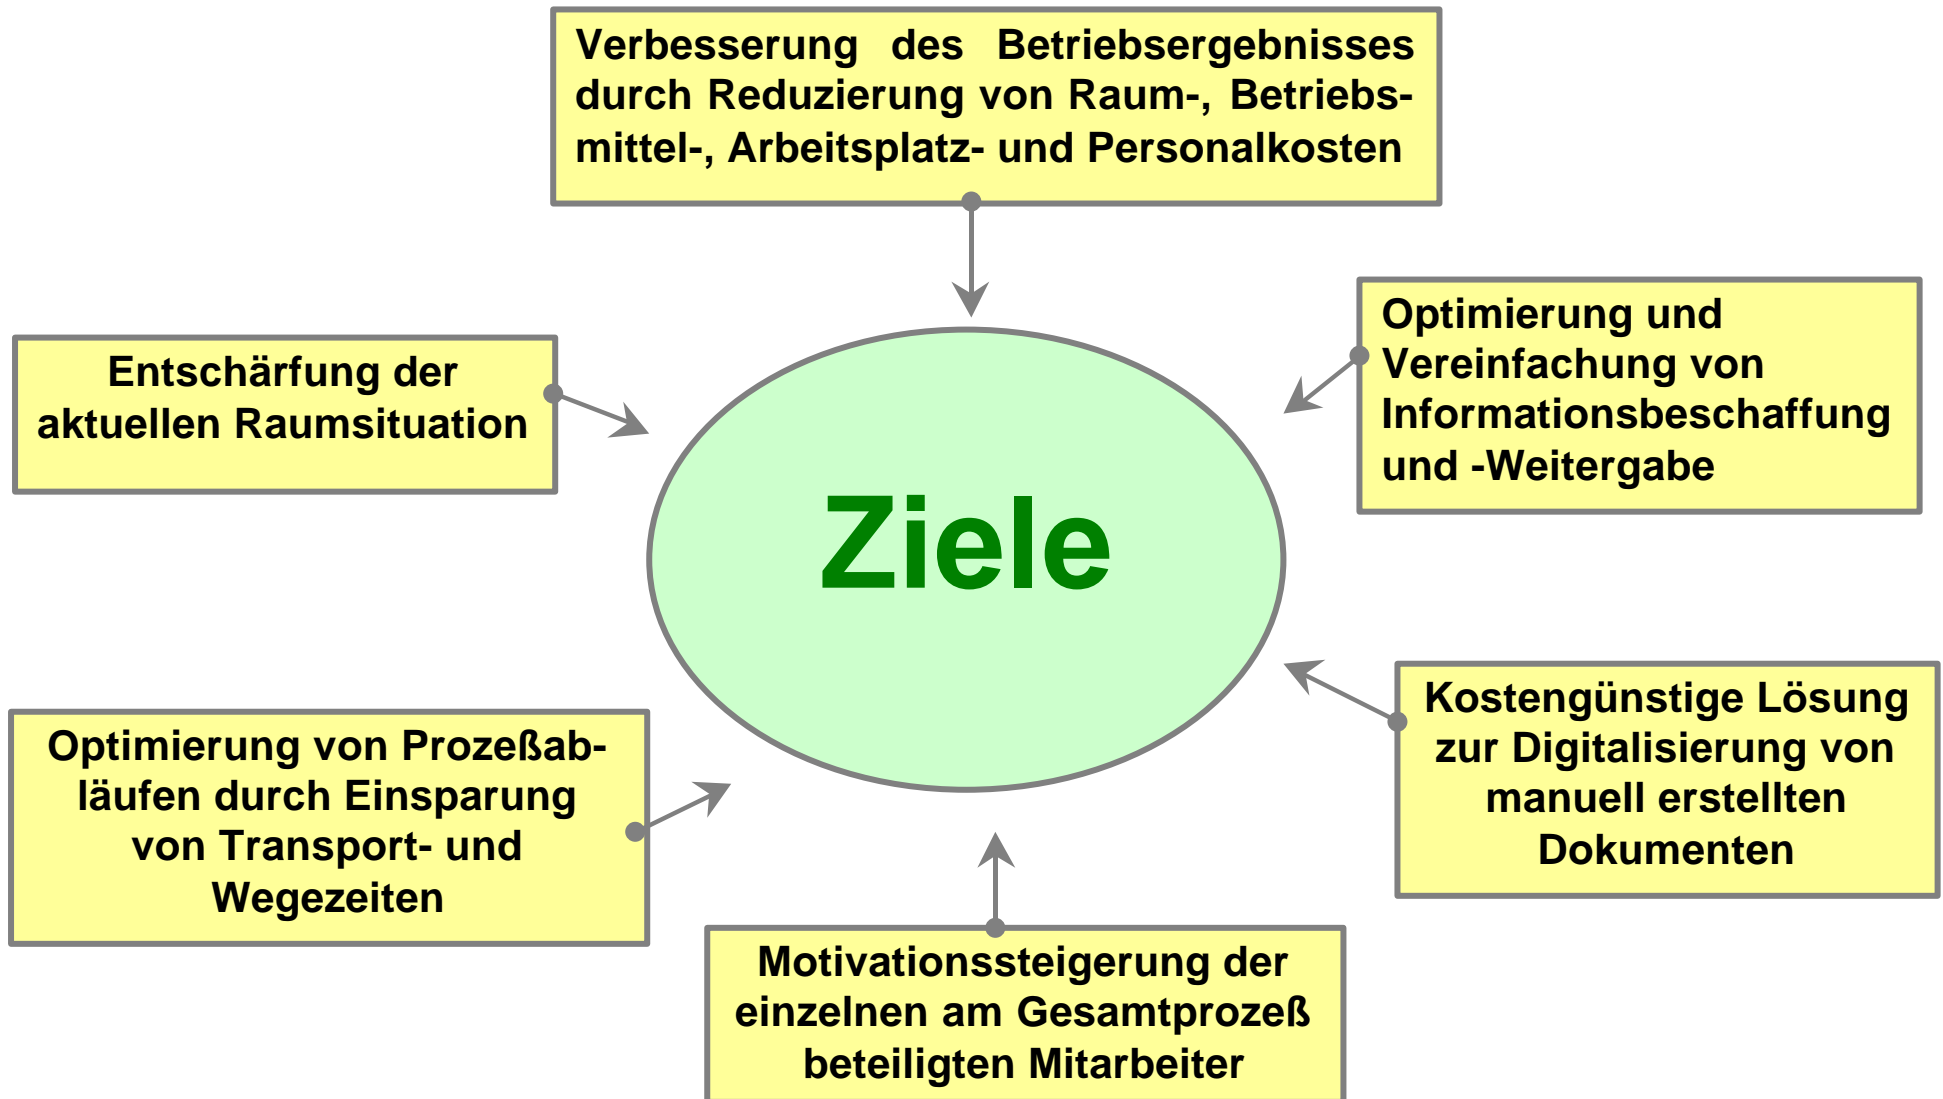 Verbesserung des Betriebsergebnisses
durch Reduzierung von Raum-, Betriebs-
mittel-, Arbeitsplatz- und Personalkosten
Optimierung und
Vereinfachung von
Informationsbeschaffung
und -Weitergabe
Entschärfung der
aktuellen Raumsituation
Ziele
Kostengünstige Lösung
zur Digitalisierung von
manuell erstellten
Dokumenten
Optimierung von Prozeßab-
läufen durch Einsparung
von Transport- und
Wegezeiten
Motivationssteigerung der
einzelnen am Gesamtprozeß
beteiligten Mitarbeiter